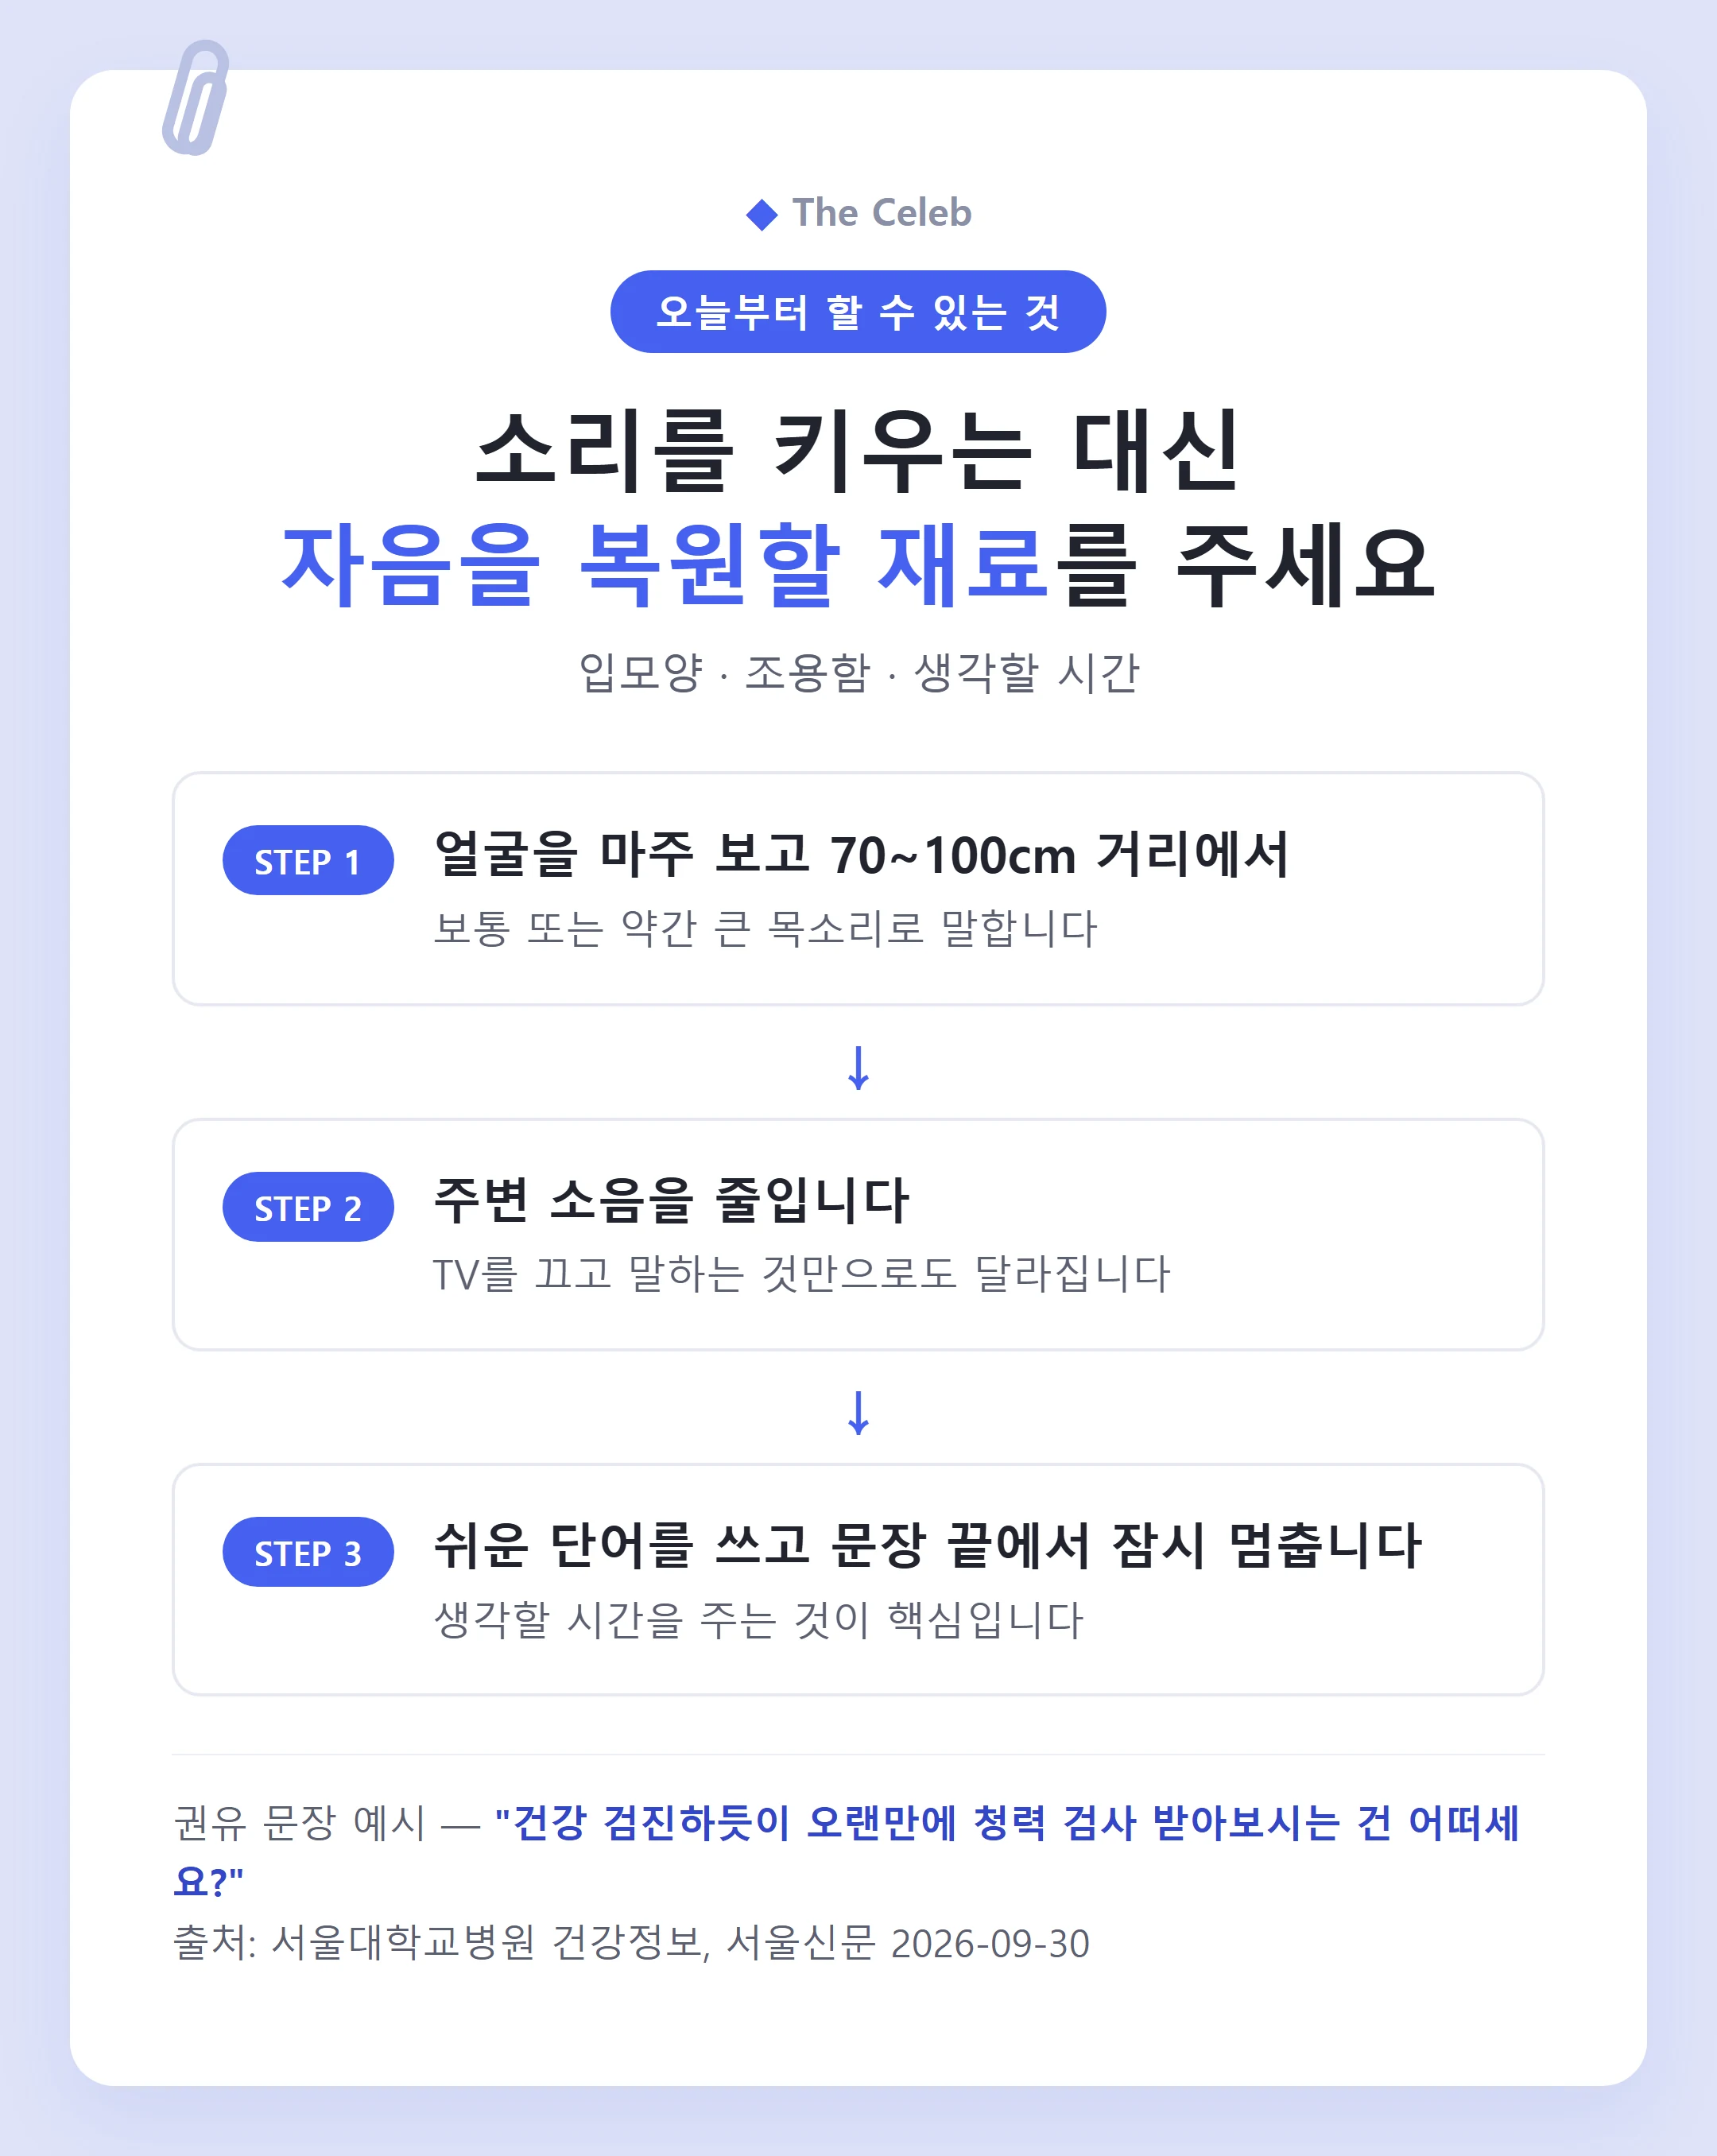 The Celeb
오늘부터 할 수 있는 것
소리를 키우는 대신
자음을 복원할 재료를 주세요
입모양 · 조용함 · 생각할 시간
STEP 1
얼굴을 마주 보고 70~100cm 거리에서
보통 또는 약간 큰 목소리로 말합니다
↓
STEP 2
주변 소음을 줄입니다
TV를 끄고 말하는 것만으로도 달라집니다
↓
STEP 3
쉬운 단어를 쓰고 문장 끝에서 잠시 멈춥니다
생각할 시간을 주는 것이 핵심입니다
권유 문장 예시 — "건강 검진하듯이 오랜만에 청력 검사 받아보시는 건 어떠세
요?"
출처: 서울대학교병원 건강정보, 서울신문 2026-09-30